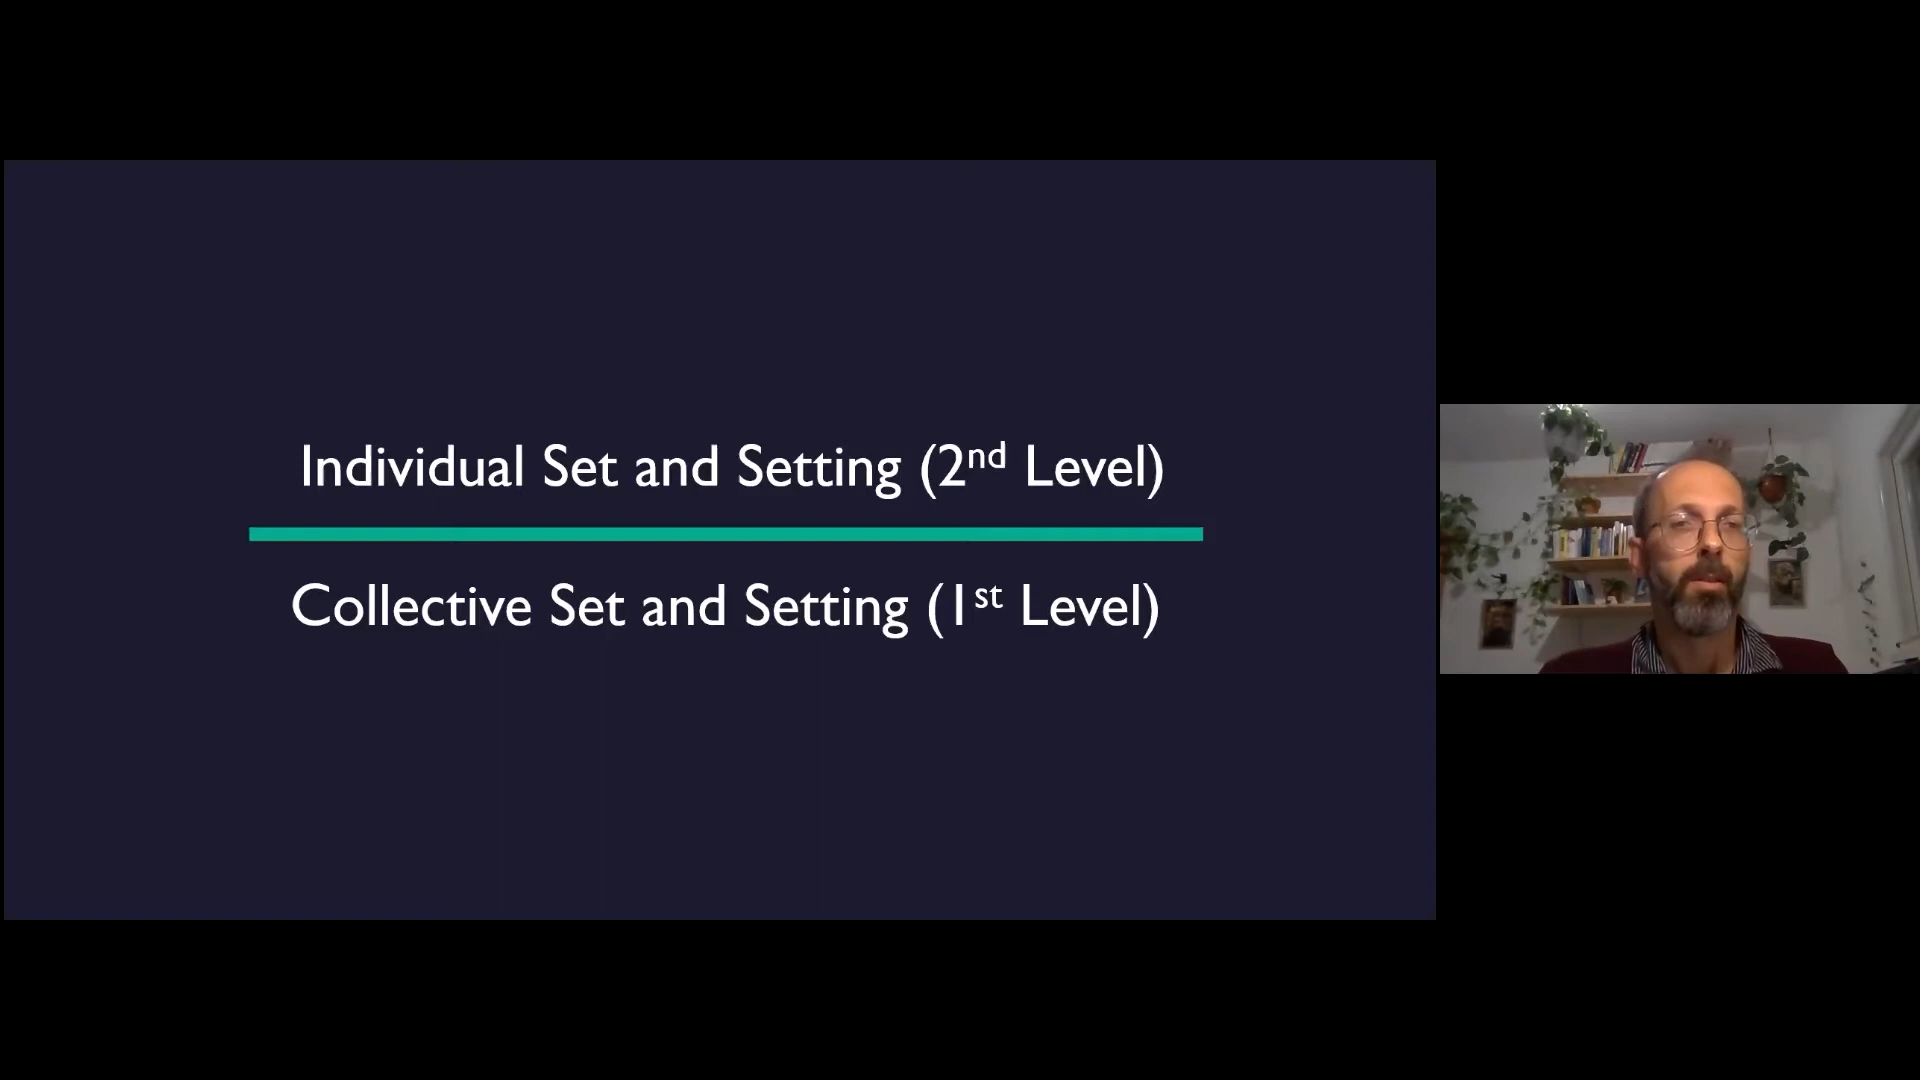 Individual Set and Setting (2nd Level)
Collective Set and Setting (1st Level)